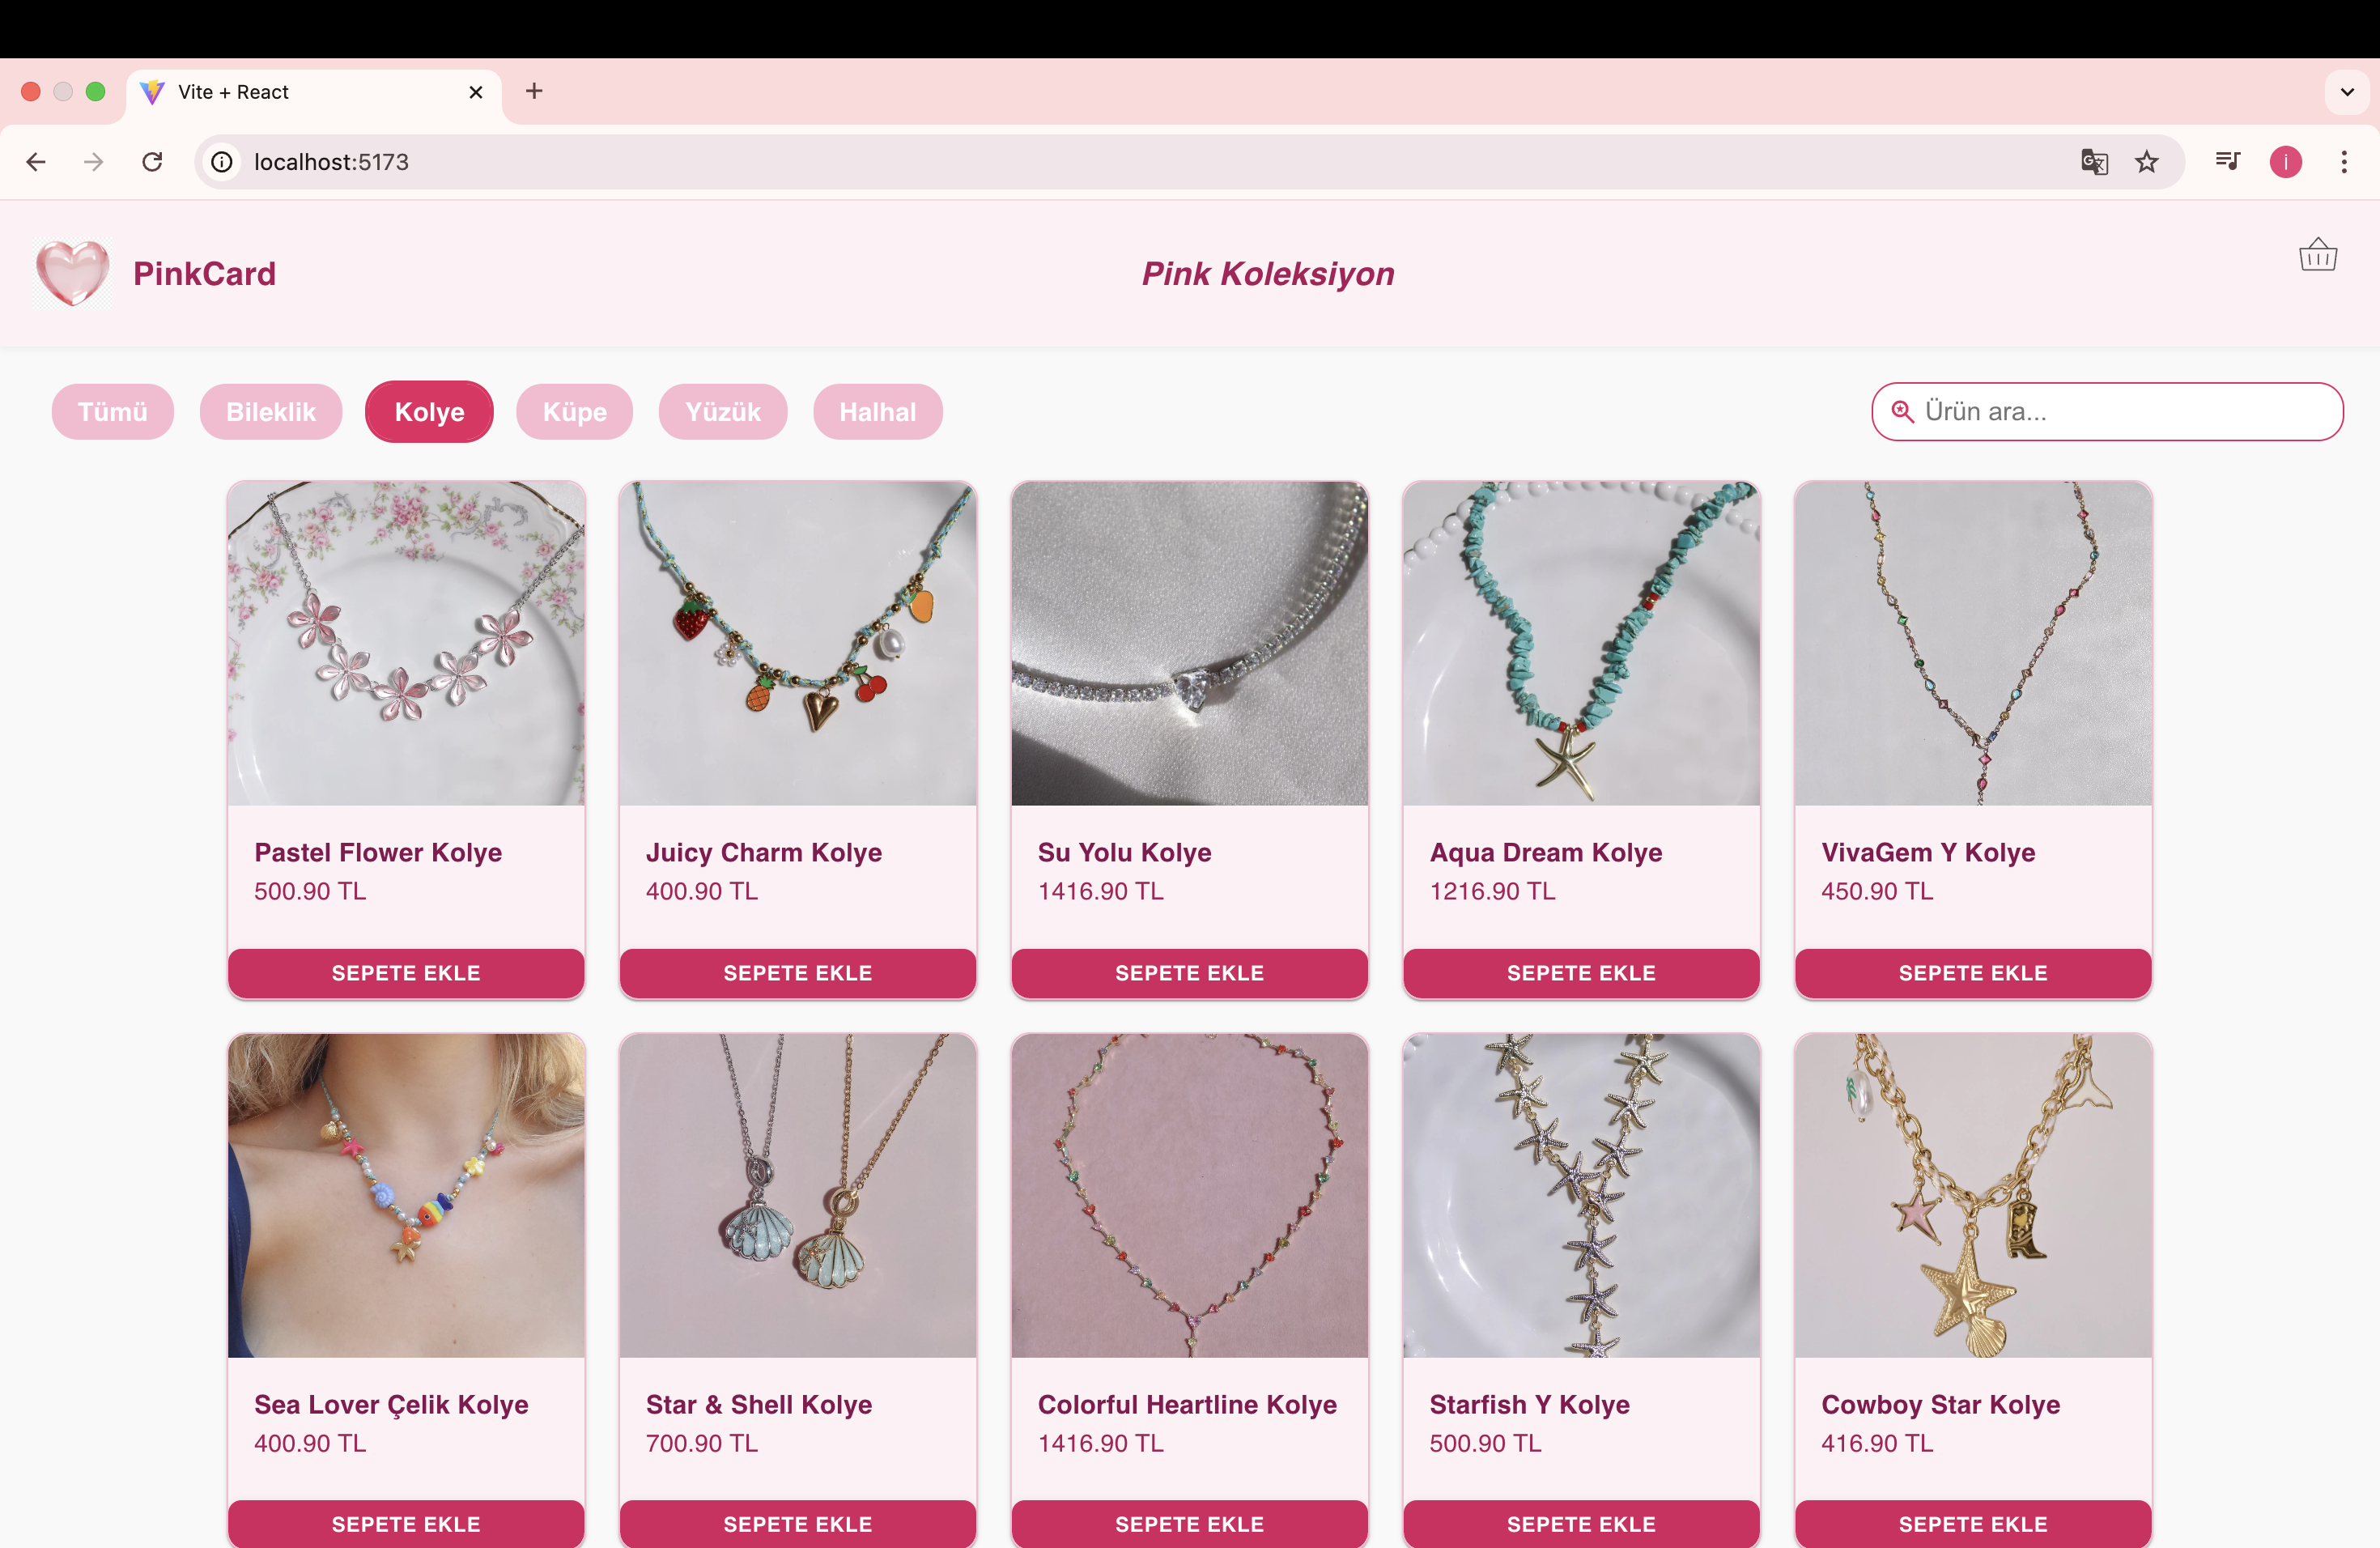 Vite + React
localhost:5173
i
PinkCard
Pink Koleksiyon
Tümü Bileklik Kolye Küpe Yüzük Halhal
Ürün ara...
Pastel Flower Kolye
500.90 TL
SEPETE EKLE
Juicy Charm Kolye
400.90 TL
SEPETE EKLE
Su Yolu Kolye
1416.90 TL
SEPETE EKLE
Aqua Dream Kolye
1216.90 TL
SEPETE EKLE
VivaGem Y Kolye
450.90 TL
SEPETE EKLE
Sea Lover Çelik Kolye
400.90 TL
SEPETE EKLE
Star & Shell Kolye
700.90 TL
SEPETE EKLE
Colorful Heartline Kolye
1416.90 TL
SEPETE EKLE
Starfish Y Kolye
500.90 TL
SEPETE EKLE
Cowboy Star Kolye
416.90 TL
SEPETE EKLE